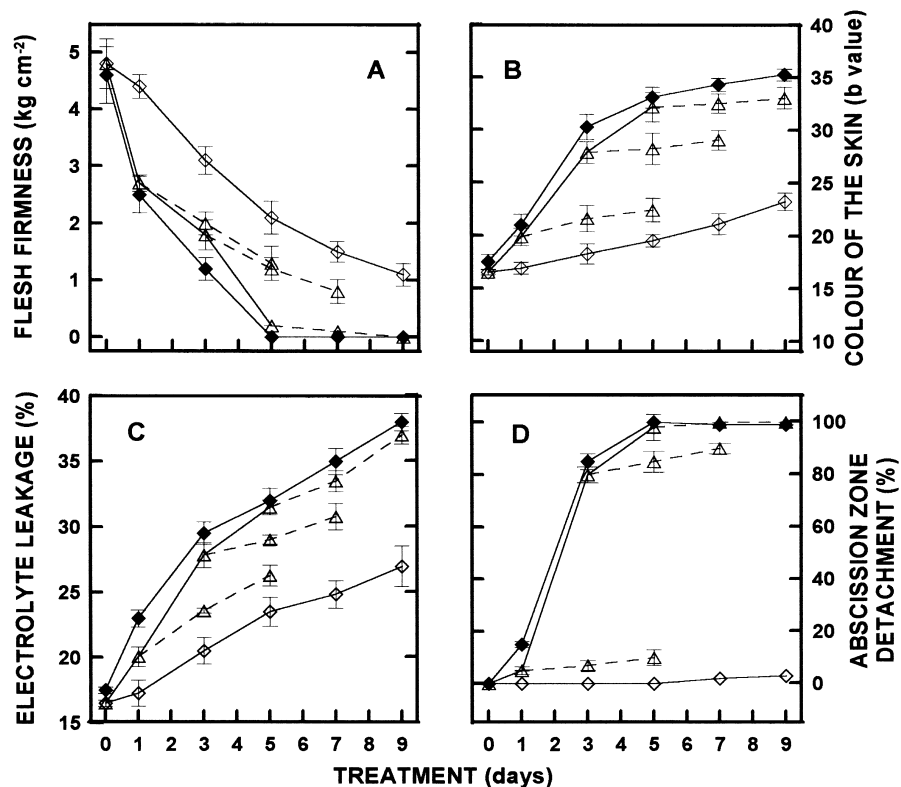 A
B
FLESH FIRMNESS (kg cm⁻²)
5
4
3
2
1
0
COLOUR OF THE SKIN (b value)
40
35
30
25
20
15
10
C
D
ELECTROLYTE LEAKAGE (%)
40
35
30
25
20
15
ABSCISSION ZONE
DETACHMENT (%)
100
80
60
40
20
0
0 1 2 3 4 5 6 7 8 9
0 1 2 3 4 5 6 7 8 9
TREATMENT (days)